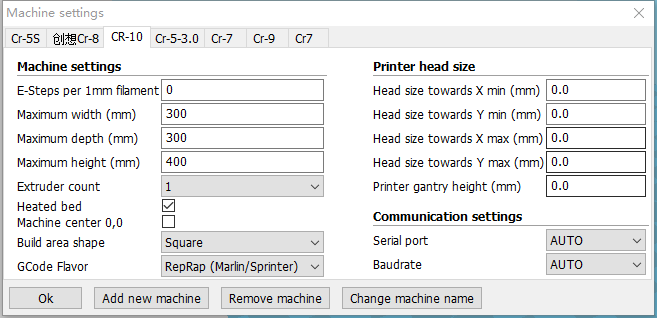 Machine settings
Cr-5S 创想Cr-8 CR-10 Cr-5-3.0 Cr-7 Cr-9 Cr7
Machine settings
E-Steps per 1mm filament 0
Maximum width (mm) 300
Maximum depth (mm) 300
Maximum height (mm) 400
Extruder count 1
Heated bed
Machine center 0,0
Build area shape Square
GCode Flavor RepRap (Marlin/Sprinter)
Printer head size
Head size towards X min (mm) 0.0
Head size towards Y min (mm) 0.0
Head size towards X max (mm) 0.0
Head size towards Y max (mm) 0.0
Printer gantry height (mm) 0.0
Communication settings
Serial port AUTO
Baudrate AUTO
Ok Add new machine Remove machine Change machine name